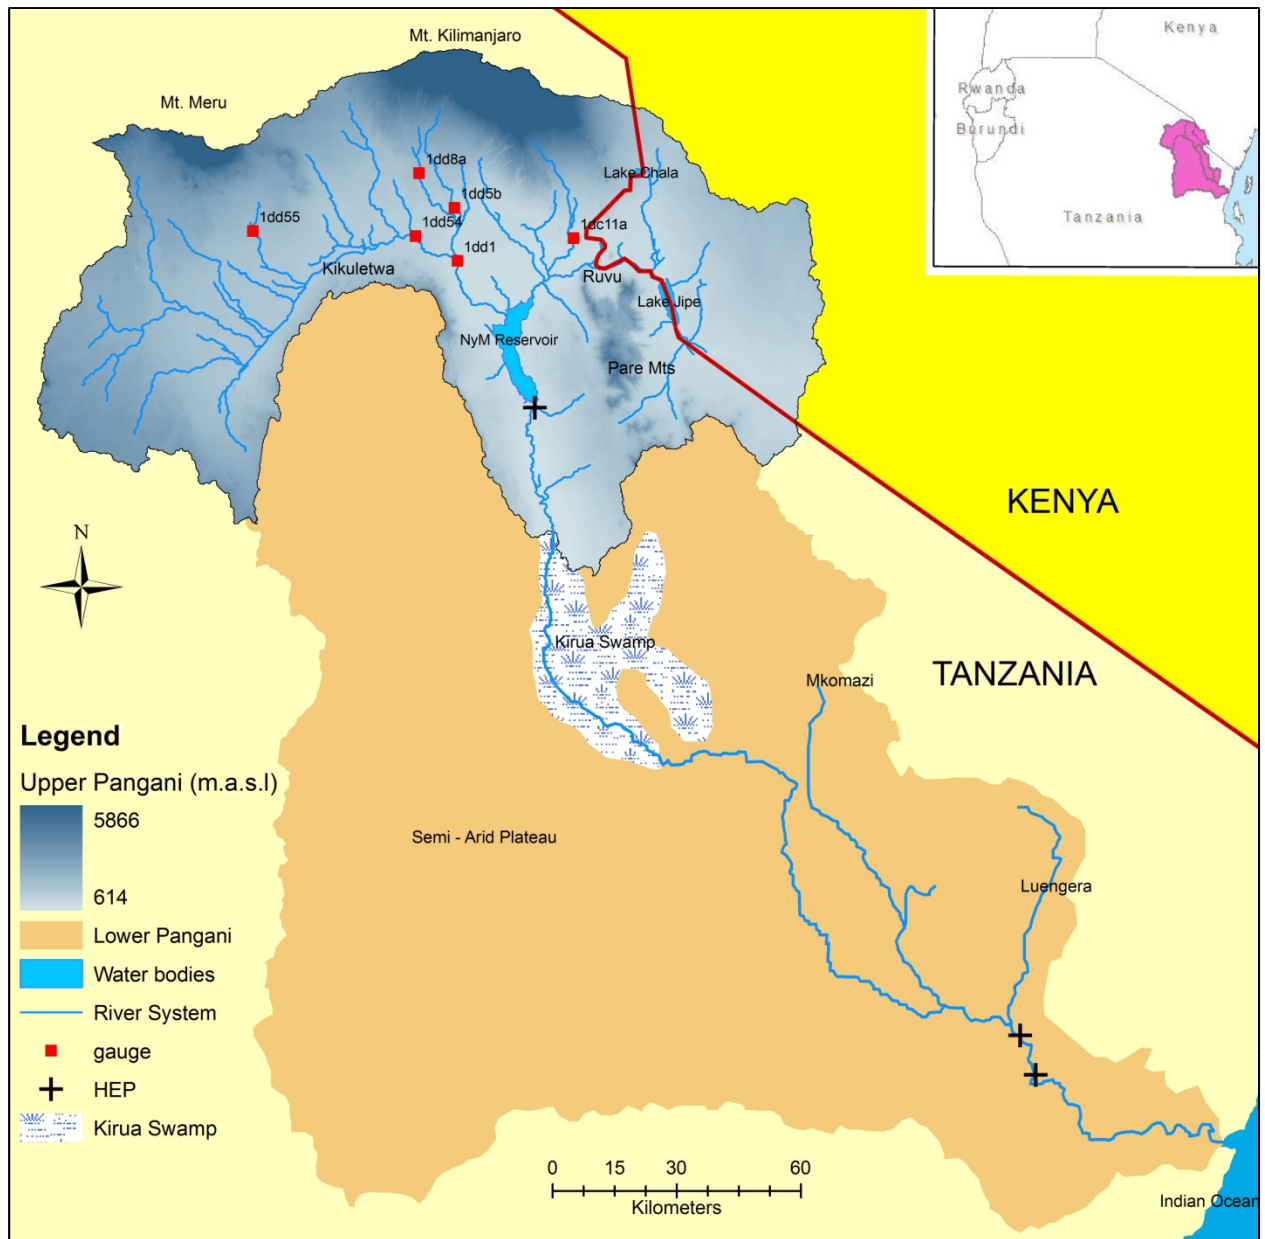 Mt. Kilimanjaro
Mt. Meru
Kenya
Rwanda
Burundi
Tanzania
1dd8a
Lake Chala
1dd5b
1dd55
1dd54
1dc11a
1dd1
Kikuletwa
Ruvu
Lake Jipe
NyM Reservoir
Pare Mts
KENYA
N
Kirua Swamp
TANZANIA
Mkomazi
Semi - Arid Plateau
Luengera
Legend
Upper Pangani (m.a.s.l)
5866
614
Lower Pangani
Water bodies
River System
gauge
HEP
Kirua Swamp
0 15 30 60
Kilometers
Indian Ocean